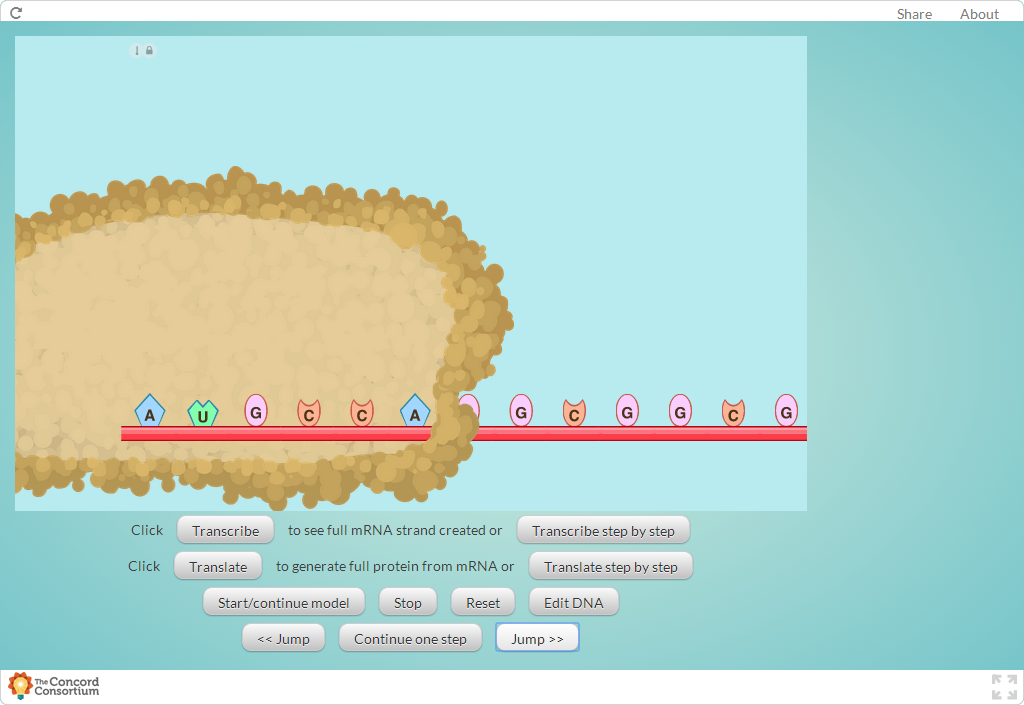 Share About
A U G C C A G C G G C G
Click Transcribe to see full mRNA strand created or Transcribe step by step
Click Translate to generate full protein from mRNA or Translate step by step
Start/continue model Stop Reset Edit DNA
<< Jump Continue one step Jump >>
The Concord
Consortium